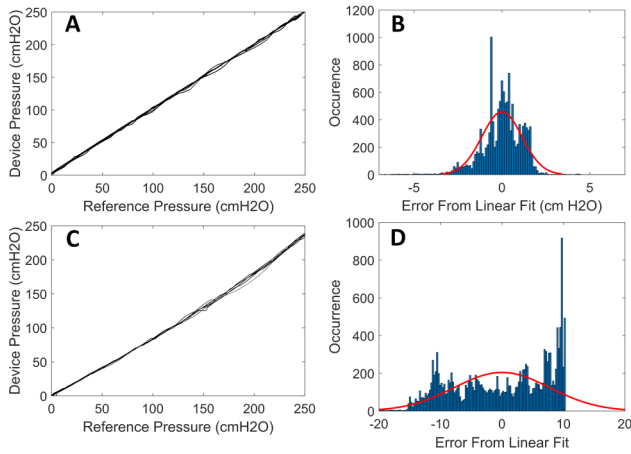 A
250
200
150
100
50
0
Device Pressure (cmH2O)
0 50 100 150 200 250
Reference Pressure (cmH2O)
B
1200
1000
800
600
400
200
0
Occurence
-5 0 5
Error From Linear Fit (cm H2O)
C
250
200
150
100
50
0
Device Pressure (cmH2O)
0 50 100 150 200 250
Reference Pressure (cmH2O)
D
1000
800
600
400
200
0
Occurrence
-20 -10 0 10 20
Error From Linear Fit